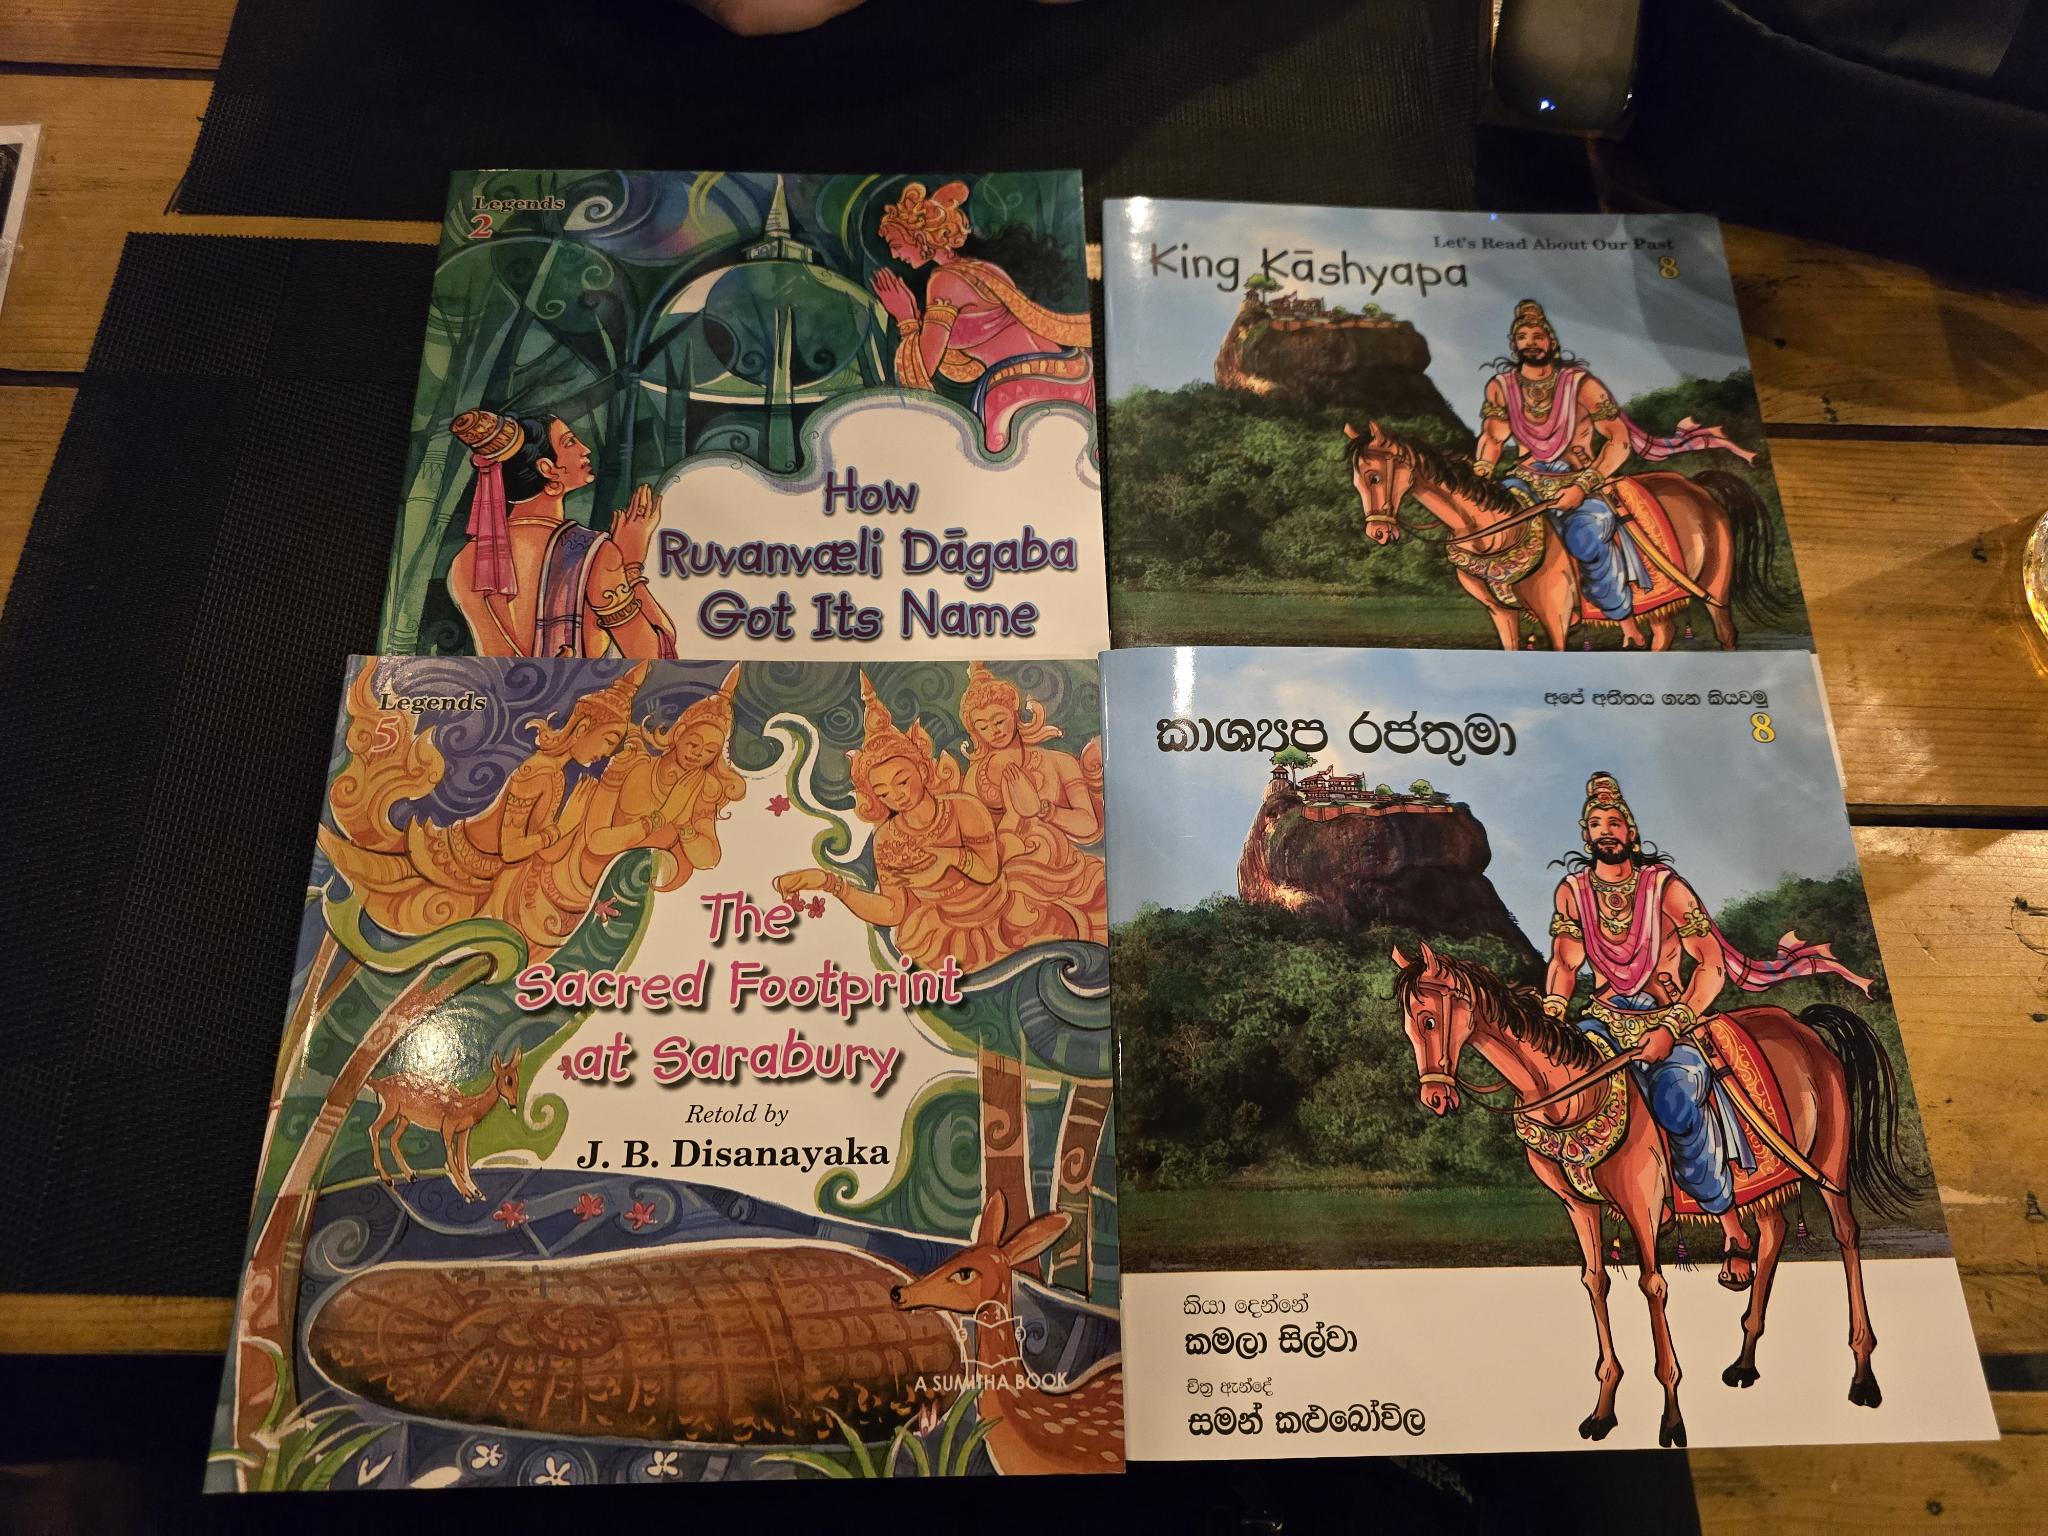 Legends
2
How
Ruvanvæli Dāgaba
Got Its Name
Let's Read About Our Past
8
King Kāshyapa
Legends
5
The
Sacred Footprint
at Sarabury
Retold by
J. B. Disanayaka
A SUMITHA BOOK
අපේ අතීතය ගැන කියවමු
8
කාශ්‍යප රජතුමා
කියා දෙන්නේ
කමලා සිල්වා
චිත්‍ර ඇන්දේ
සමන් කළුබෝවිල